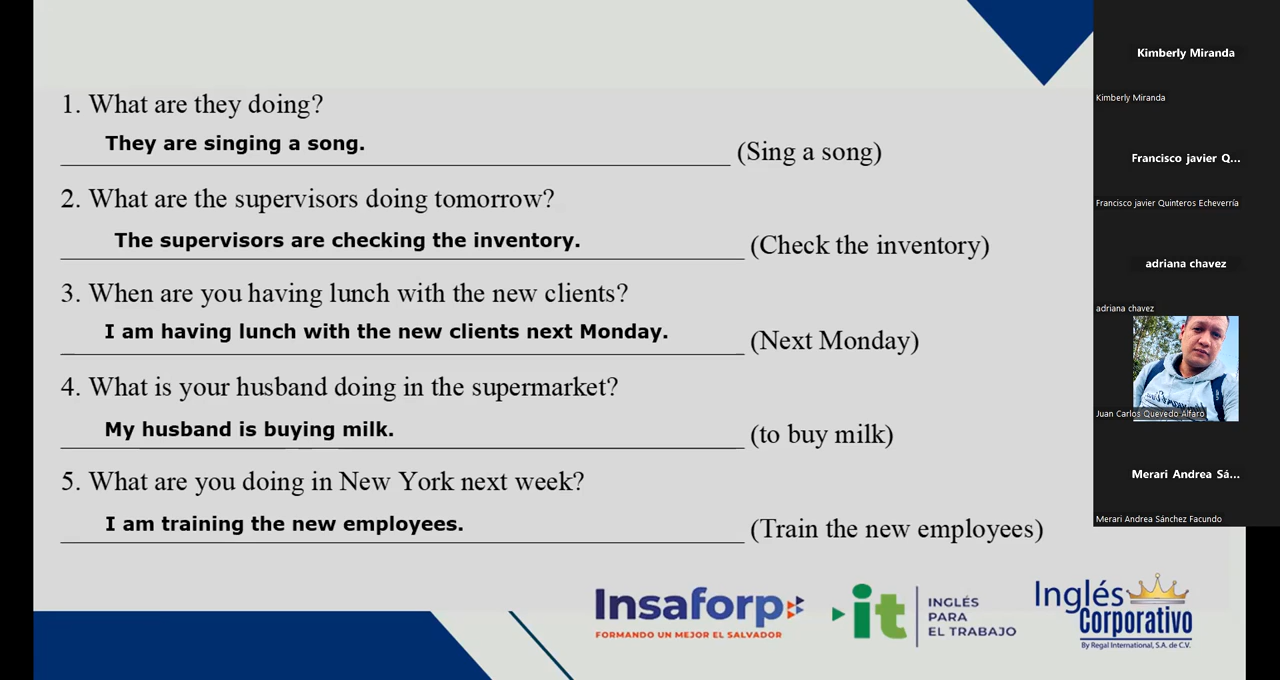 1. What are they doing?
They are singing a song.
(Sing a song)
2. What are the supervisors doing tomorrow?
The supervisors are checking the inventory.
(Check the inventory)
3. When are you having lunch with the new clients?
I am having lunch with the new clients next Monday.
(Next Monday)
4. What is your husband doing in the supermarket?
My husband is buying milk.
(to buy milk)
5. What are you doing in New York next week?
I am training the new employees.
(Train the new employees)
Insaforp
FORMANDO UN MEJOR EL SALVADOR
it
INGLÉS
PARA
EL TRABAJO
Inglés
Corporativo
By Regal International, S.A. de C.V.
Kimberly Miranda
Kimberly Miranda
Francisco javier Q...
Francisco javier Quinteros Echeverría
adriana chavez
adriana chavez
Juan Carlos Quevedo Alfaro
Merari Andrea Sá...
Merari Andrea Sánchez Facundo